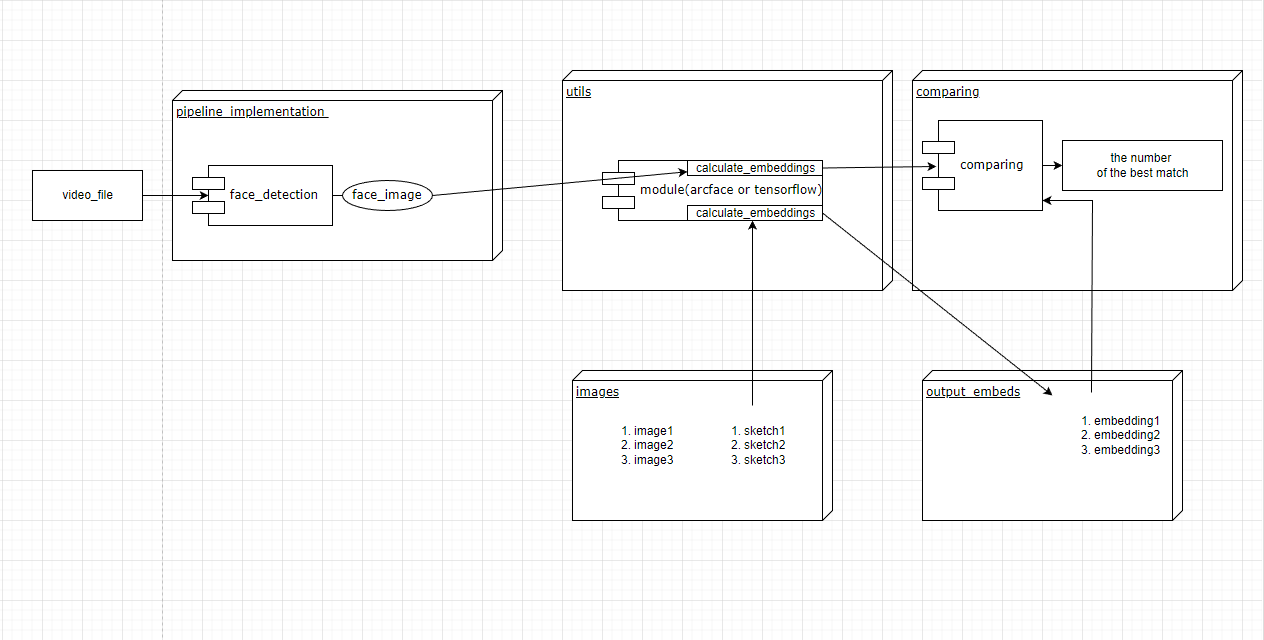 pipeline_implementation
video_file
face_detection
face_image
utils
calculate_embeddings
module(arcface or tensorflow)
calculate_embeddings
comparing
comparing
the number
of the best match
images
1. image1
2. image2
3. image3
1. sketch1
2. sketch2
3. sketch3
output_embeds
1. embedding1
2. embedding2
3. embedding3